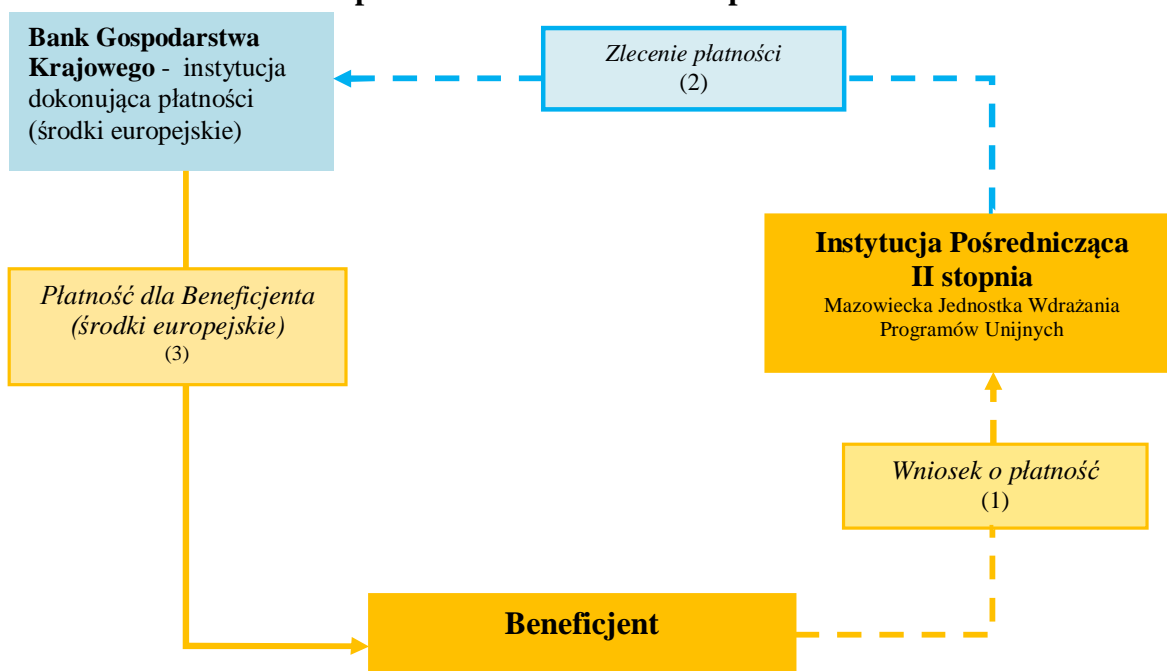 Bank Gospodarstwa
Krajowego - instytucja
dokonująca płatności
(środki europejskie)
Zlecenie płatności
(2)
Instytucja Pośrednicząca
II stopnia
Mazowiecka Jednostka Wdrażania
Programów Unijnych
Płatność dla Beneficjenta
(środki europejskie)
(3)
Wniosek o płatność
(1)
Beneficjent